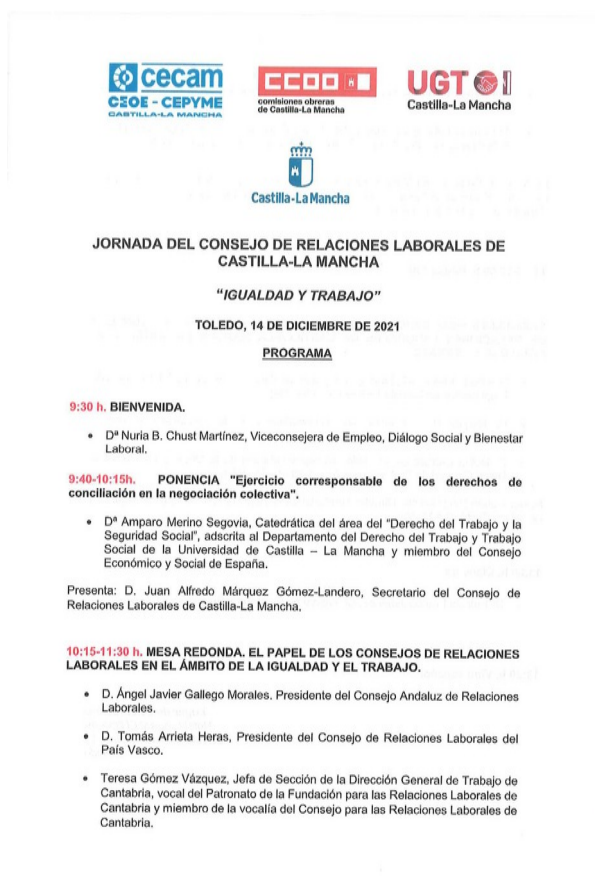 cecam
CEOE - CEPYME
CASTILLA-LA MANCHA
CCOO
comisiones obreras
de Castilla-La Mancha
UGT
Castilla-La Mancha
Castilla-La Mancha
JORNADA DEL CONSEJO DE RELACIONES LABORALES DE
CASTILLA-LA MANCHA
“IGUALDAD Y TRABAJO”
TOLEDO, 14 DE DICIEMBRE DE 2021
PROGRAMA
9:30 h. BIENVENIDA.
• Dª Nuria B. Chust Martínez, Viceconsejera de Empleo, Diálogo Social y Bienestar
Laboral.
9:40-10:15h. PONENCIA "Ejercicio corresponsable de los derechos de
conciliación en la negociación colectiva".
• Dª Amparo Merino Segovia, Catedrática del área del "Derecho del Trabajo y la
Seguridad Social", adscrita al Departamento del Derecho del Trabajo y Trabajo
Social de la Universidad de Castilla – La Mancha y miembro del Consejo
Económico y Social de España.
Presenta: D. Juan Alfredo Márquez Gómez-Landero, Secretario del Consejo de
Relaciones Laborales de Castilla-La Mancha.
10:15-11:30 h. MESA REDONDA. EL PAPEL DE LOS CONSEJOS DE RELACIONES
LABORALES EN EL ÁMBITO DE LA IGUALDAD Y EL TRABAJO.
• D. Ángel Javier Gallego Morales. Presidente del Consejo Andaluz de Relaciones
Laborales.
• D. Tomás Arrieta Heras, Presidente del Consejo de Relaciones Laborales del
País Vasco.
• Teresa Gómez Vázquez, Jefa de Sección de la Dirección General de Trabajo de
Cantabria, vocal del Patronato de la Fundación para las Relaciones Laborales de
Cantabria y miembro de la vocalía del Consejo para las Relaciones Laborales de
Cantabria.